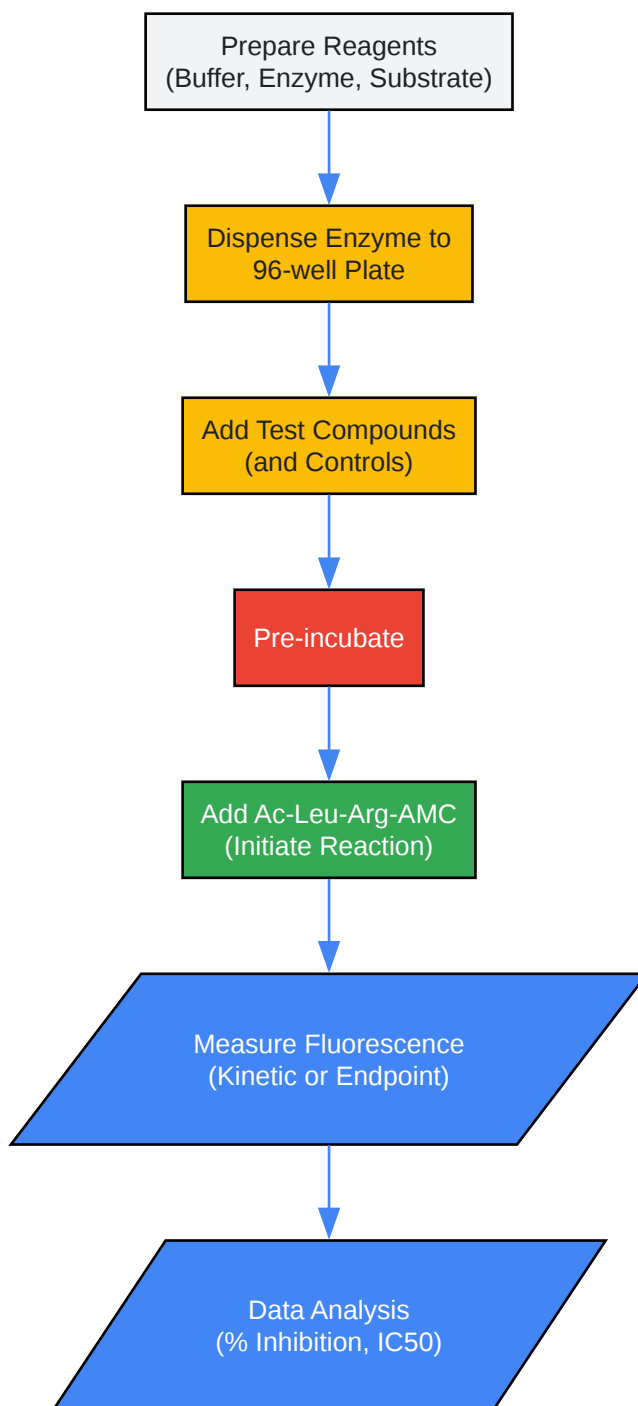 Prepare Reagents
(Buffer, Enzyme, Substrate)
Dispense Enzyme to
96-well Plate
Add Test Compounds
(and Controls)
Pre-incubate
Add Ac-Leu-Arg-AMC
(Initiate Reaction)
Measure Fluorescence
(Kinetic or Endpoint)
Data Analysis
(% Inhibition, IC50)